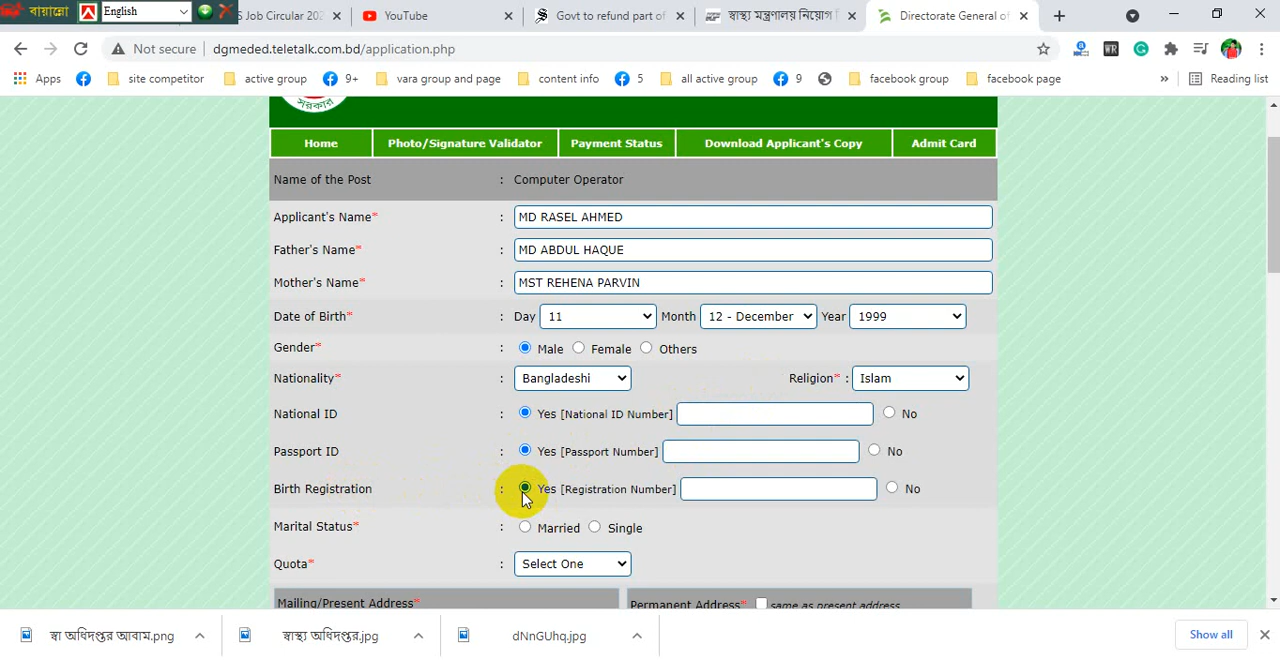 বায়ান্নো English S Job Circular 202 YouTube Govt to refund part of স্বাস্থ্য মন্ত্রণালয় নিয়োগ Directorate General of
Not secure dgmeded.teletalk.com.bd/application.php
Apps site competitor 9+ active group vara group and page content info 5 all active group 9 facebook group facebook page » Reading list
সরকার
Home Photo/Signature Validator Payment Status Download Applicant's Copy Admit Card
Name of the Post : Computer Operator
Applicant's Name* : MD RASEL AHMED
Father's Name* : MD ABDUL HAQUE
Mother's Name* : MST REHENA PARVIN
Date of Birth* : Day 11 Month 12 - December Year 1999
Gender* : Male Female Others
Nationality* : Bangladeshi Religion* : Islam
National ID : Yes [National ID Number] No
Passport ID : Yes [Passport Number] No
Birth Registration : Yes [Registration Number] No
Marital Status* : Married Single
Quota* : Select One
Mailing/Present Address* Permanent Address* same as present address
স্বা অধিদপ্তর আবাম.png স্বাস্থ্য অধিদপ্তর.jpg dNnGUhq.jpg Show all